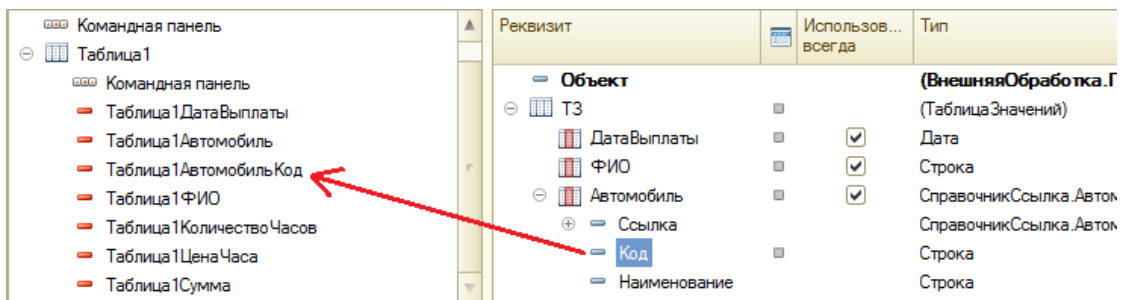 Командная панель
Таблица1
Командная панель
Таблица1ДатаВыплаты
Таблица1Автомобиль
Таблица1АвтомобильКод
Таблица1ФИО
Таблица1КоличествоЧасов
Таблица1ЦенаЧаса
Таблица1Сумма
Реквизит Использов... всегда Тип
Объект (ВнешняяОбработка.П
ТЗ (ТаблицаЗначений)
ДатаВыплаты Дата
ФИО Строка
Автомобиль СправочникСсылка.Автом
Ссылка СправочникСсылка.Автом
Код Строка
Наименование Строка